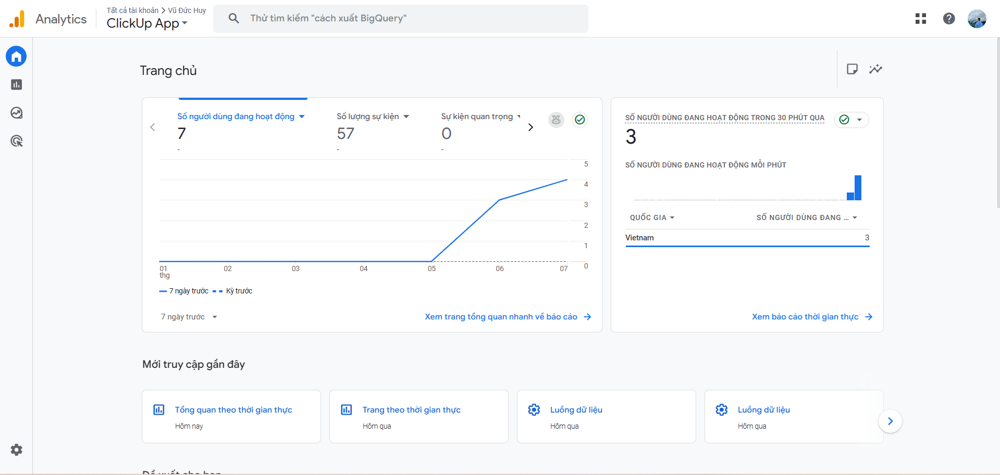 Analytics
Tất cả tài khoản > Vũ Đức Huy
ClickUp App
Thử tìm kiếm "cách xuất BigQuery"
Trang chủ
Số người dùng đang hoạt động
7
-
Số lượng sự kiện
57
-
Sự kiện quan trọng
0
-
5
4
3
2
1
0
01
thg
02
03
04
05
06
07
7 ngày trước
Kỳ trước
7 ngày trước
Xem trang tổng quan nhanh về báo cáo
SỐ NGƯỜI DÙNG ĐANG HOẠT ĐỘNG TRONG 30 PHÚT QUA
3
SỐ NGƯỜI DÙNG ĐANG HOẠT ĐỘNG MỖI PHÚT
QUỐC GIA
SỐ NGƯỜI DÙNG ĐANG ...
Vietnam
3
Xem báo cáo thời gian thực
Mới truy cập gần đây
Tổng quan theo thời gian thực
Hôm nay
Trang theo thời gian thực
Hôm qua
Luồng dữ liệu
Hôm qua
Luồng dữ liệu
Hôm qua
Đề xuất cho bạn